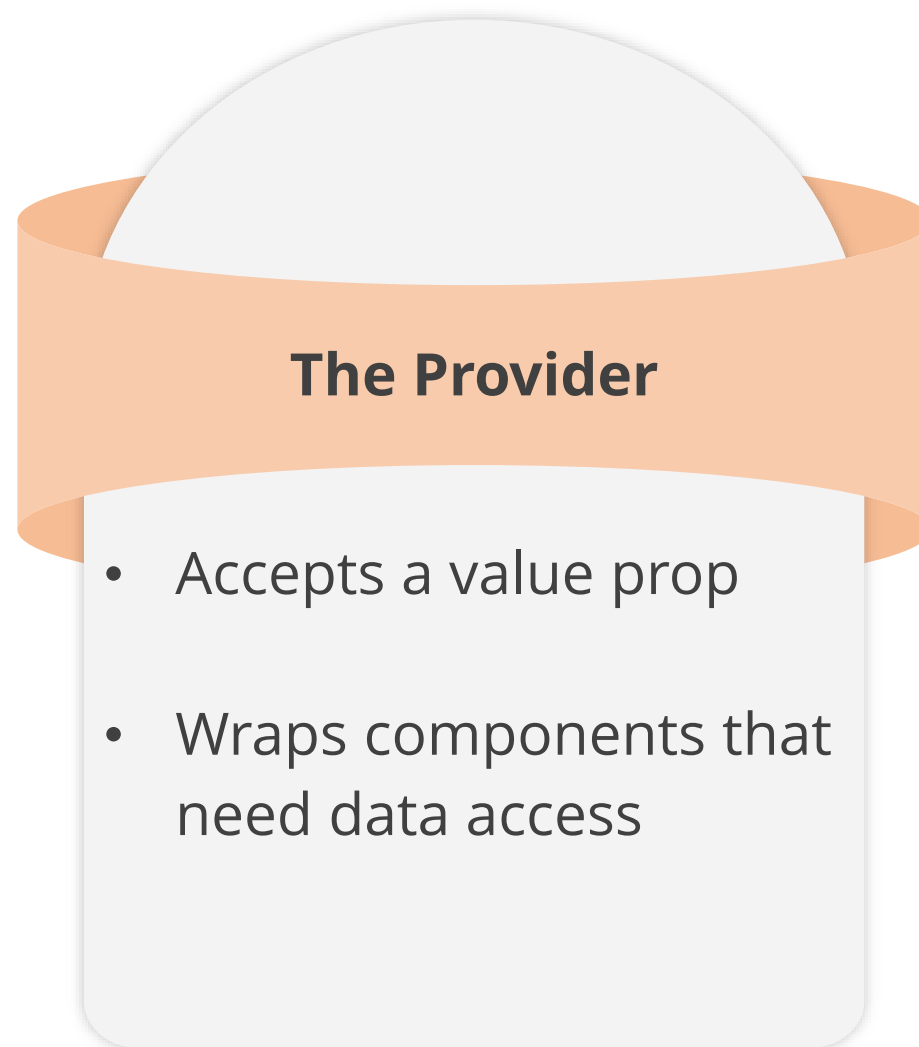 The Provider
• Accepts a value prop
• Wraps components that
need data access